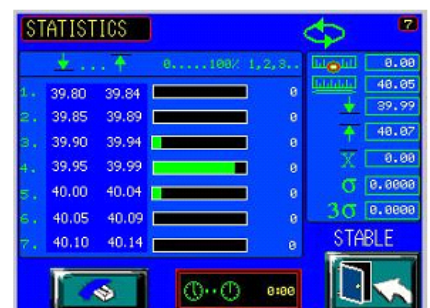 STATISTICS 7
... 0.....100% 1,2,3..
1. 39.80 39.84 0
2. 39.85 39.89 0
3. 39.90 39.94 0
4. 39.95 39.99 0
5. 40.00 40.04 0
6. 40.05 40.09 0
7. 40.10 40.14 0
0.00
40.05
39.99
40.07
X 0.00
σ 0.0000
3σ 0.0000
STABLE
0:00